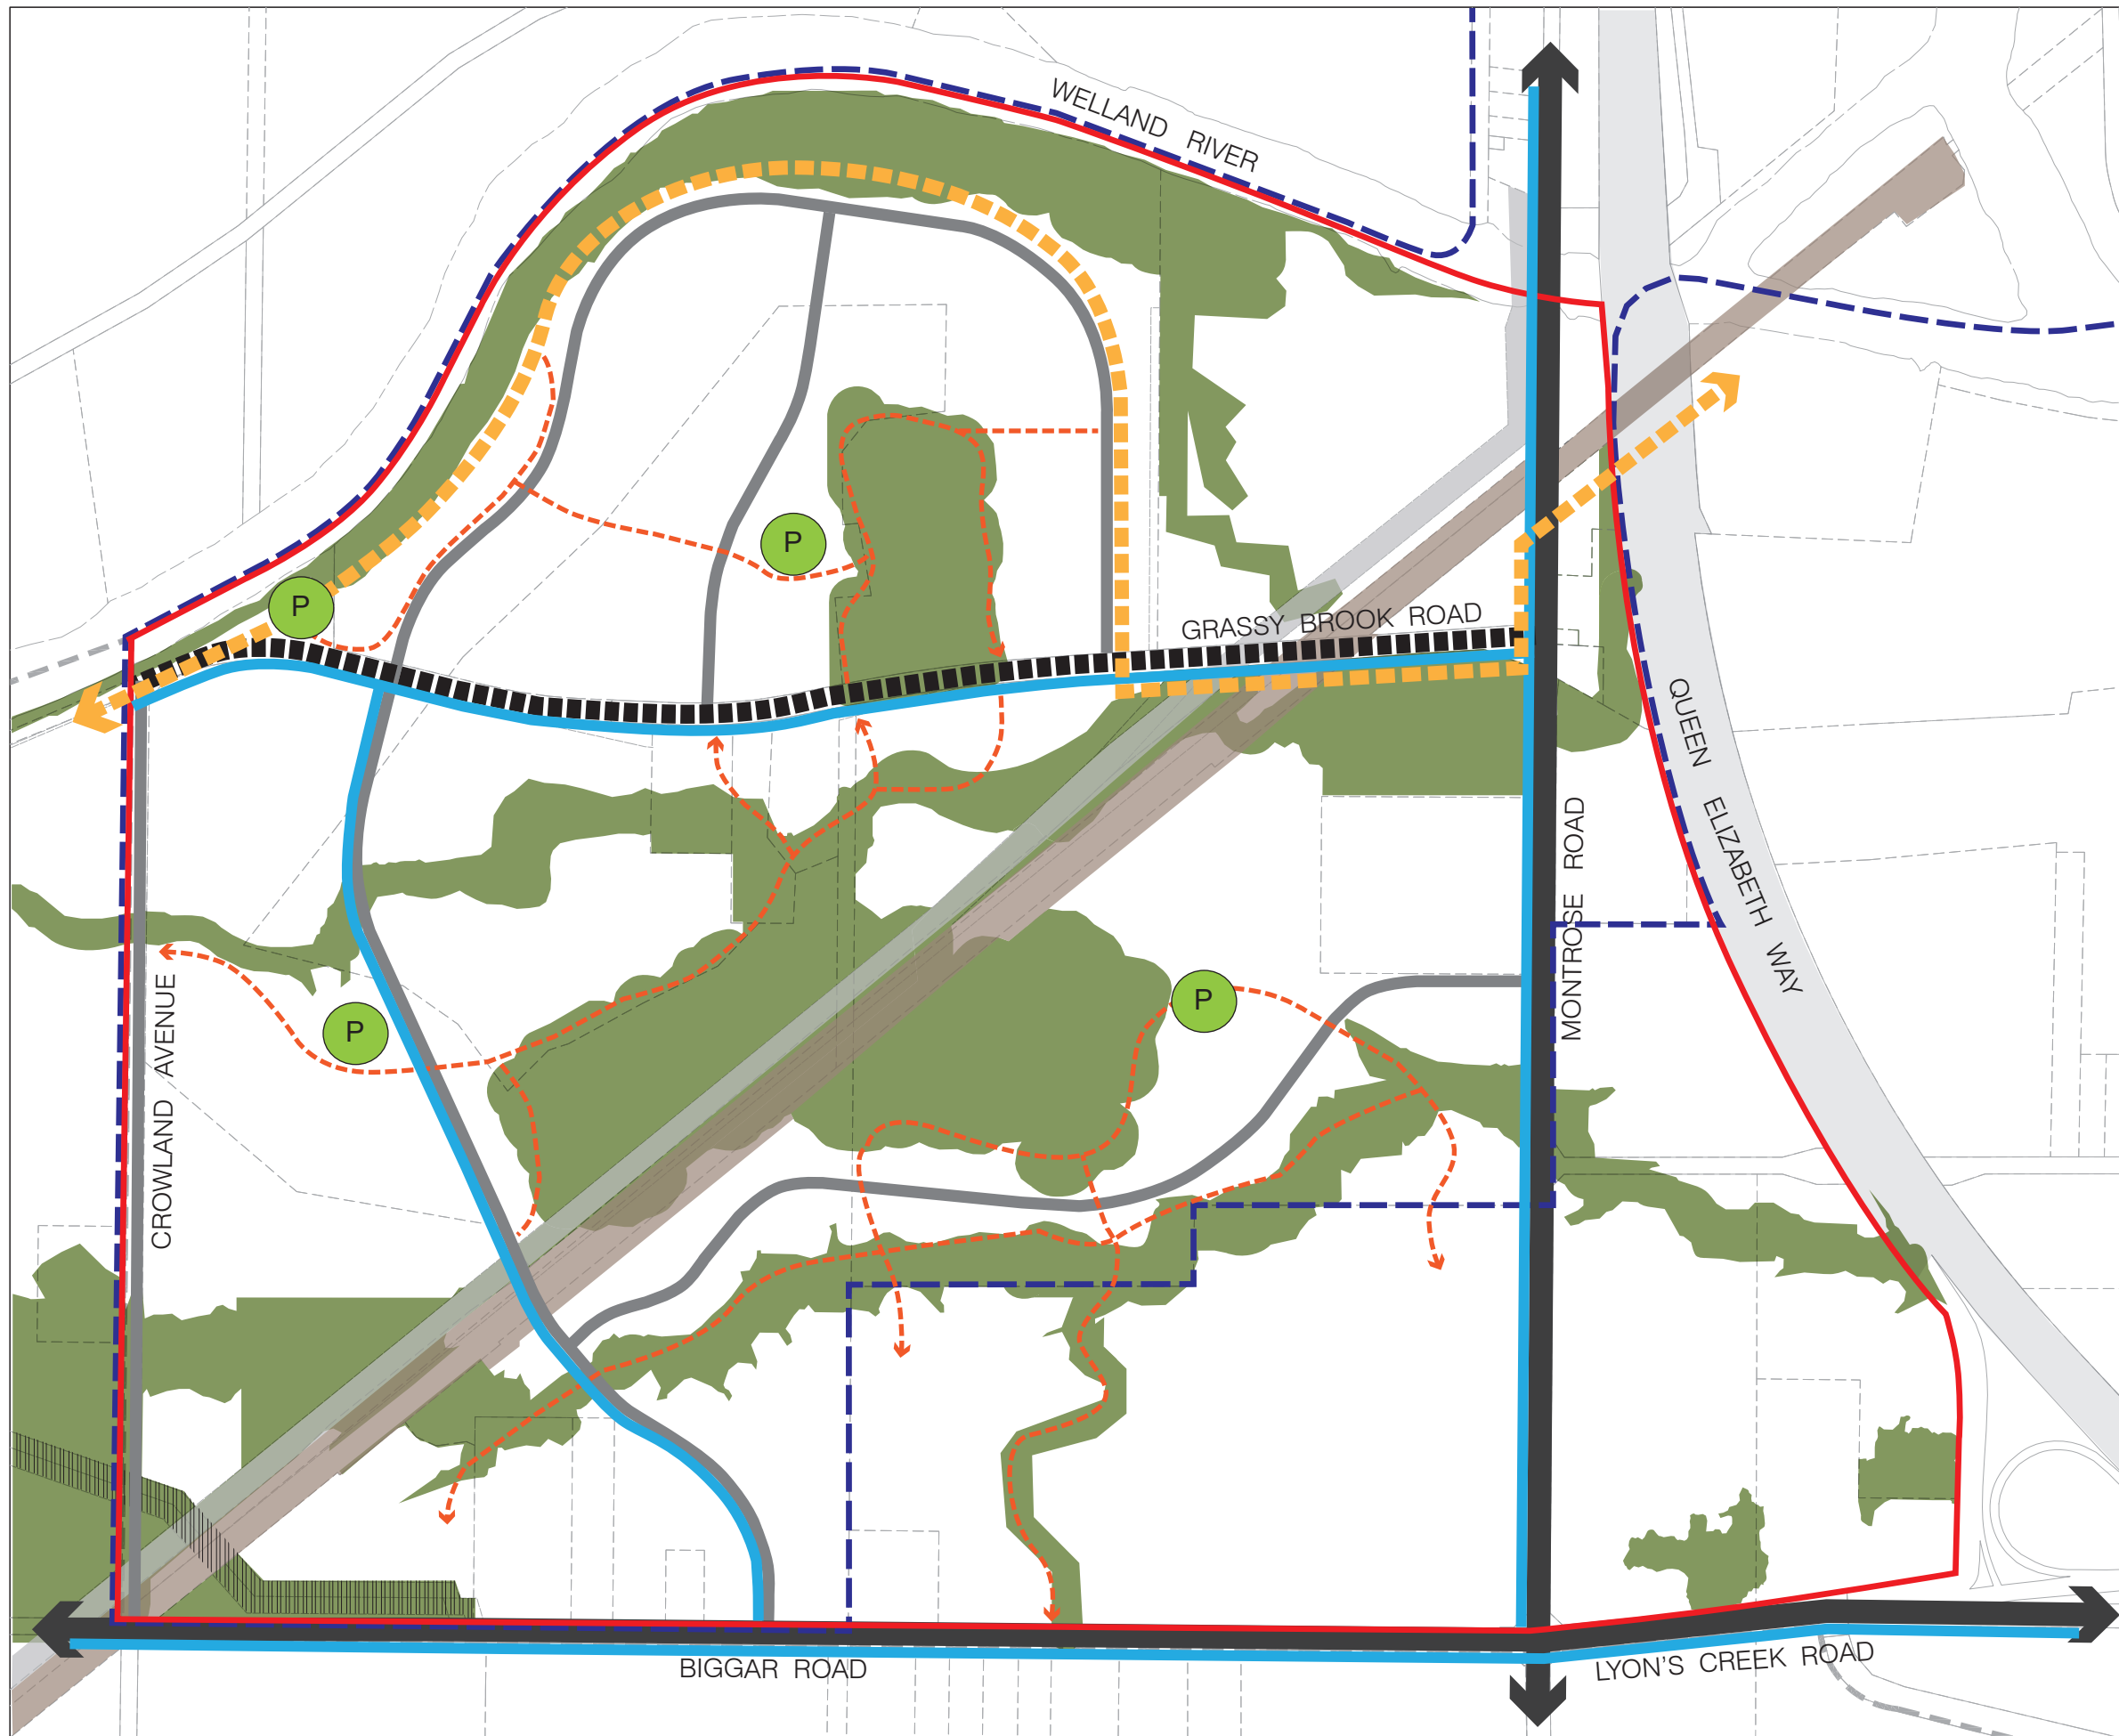 WELLAND RIVER
P
P
GRASSY BROOK ROAD
QUEEN ELIZABETH WAY
MONTROSE ROAD
CROWLAND AVENUE
P
P
BIGGAR ROAD
LYON'S CREEK ROAD